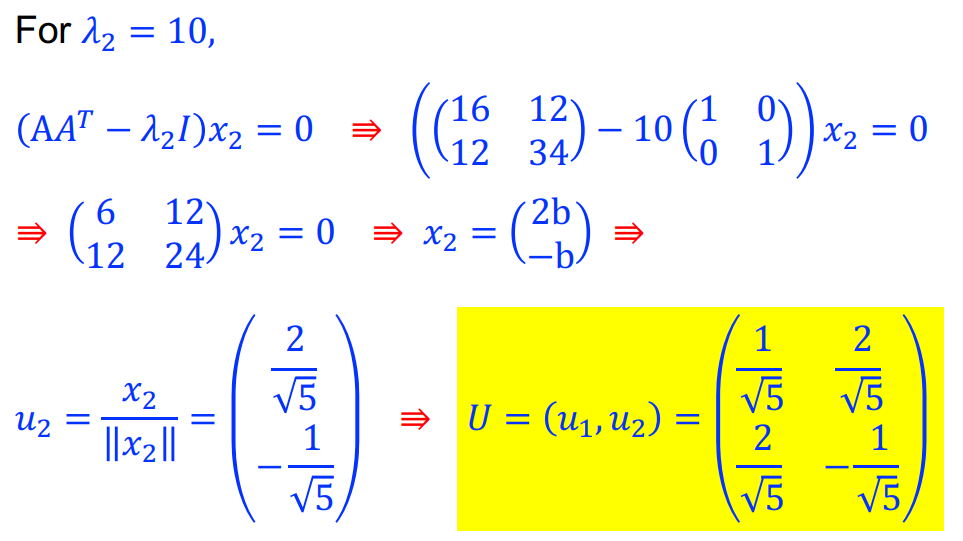 For λ₂ = 10,
(AAᵀ − λ₂I)x₂ = 0 ⇛ ((16 12; 12 34) − 10(1 0; 0 1)) x₂ = 0
⇛ (6 12; 12 24) x₂ = 0 ⇛ x₂ = (2b; −b) ⇛
u₂ = x₂/‖x₂‖ = (2/√5; −1/√5) ⇛ U = (u₁, u₂) = (1/√5 2/√5; 2/√5 −1/√5)